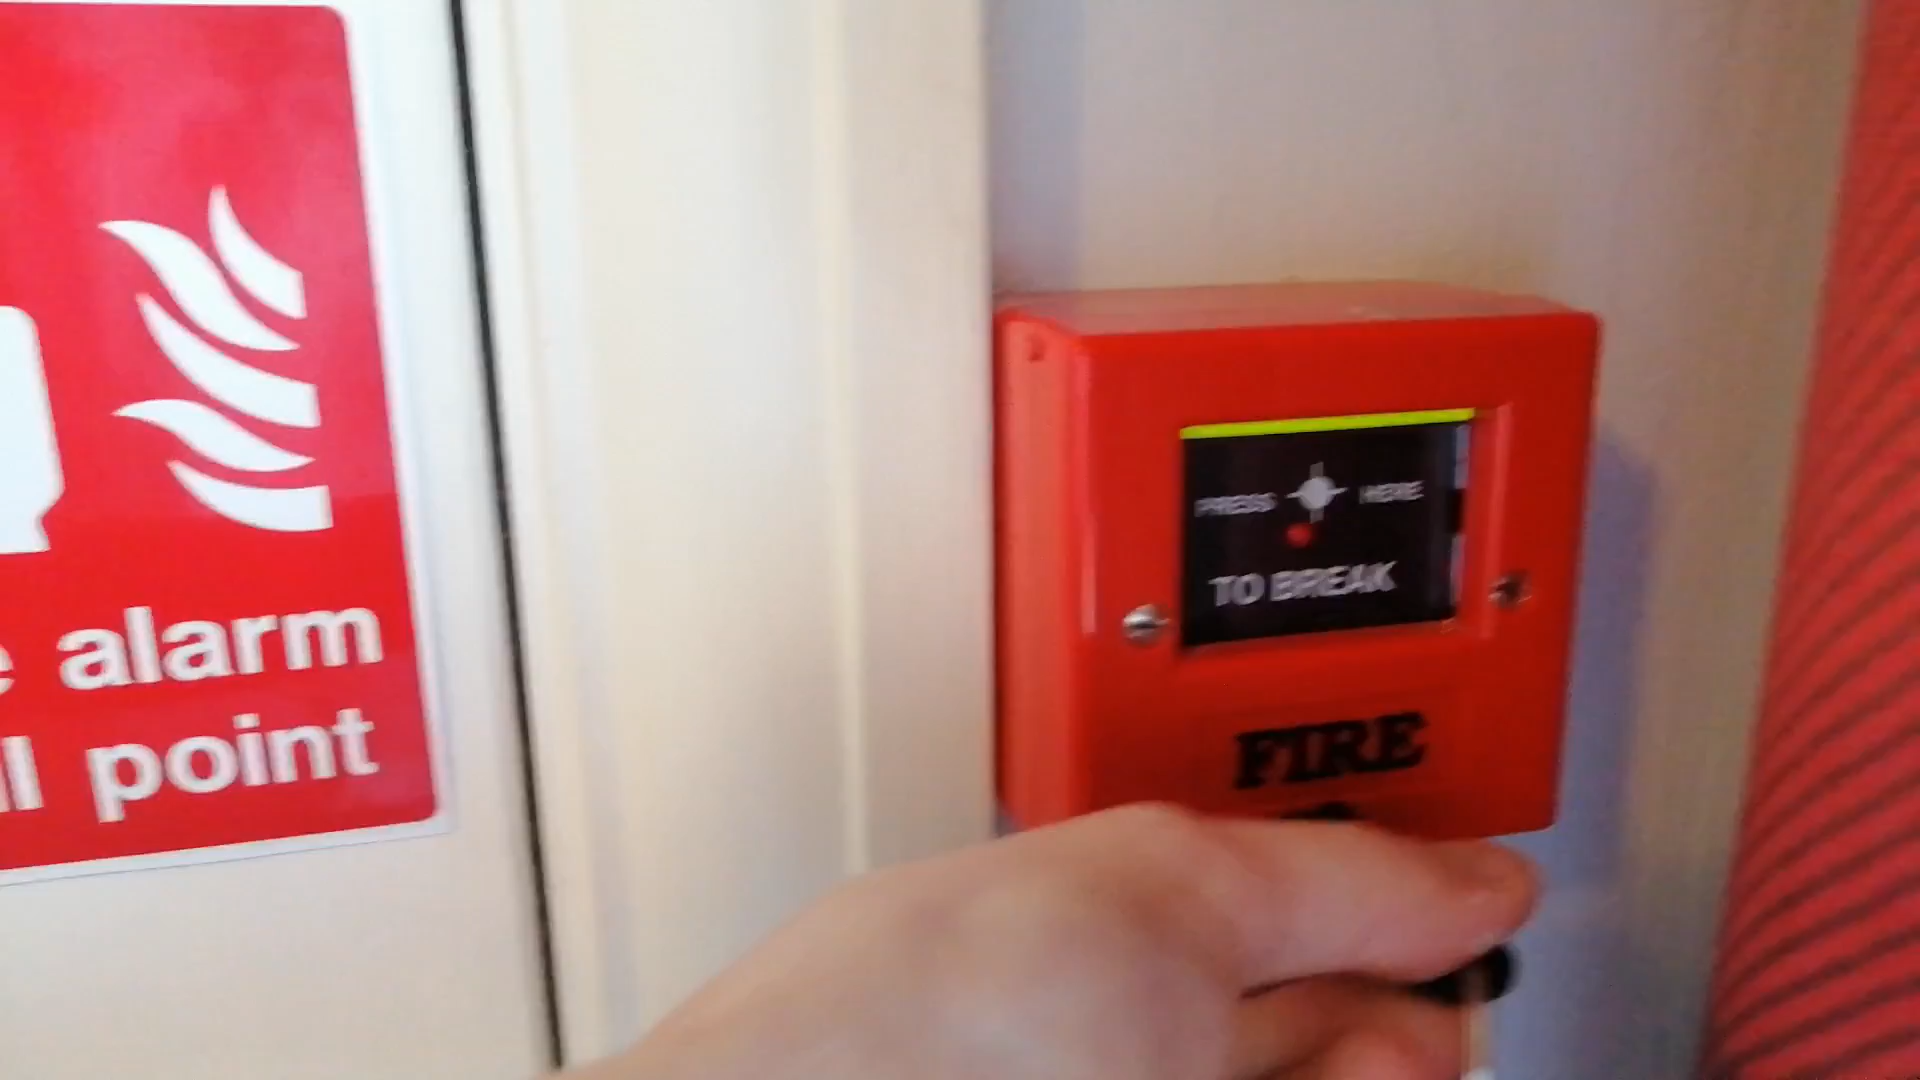 alarm
point
PRESS HERE
TO BREAK
FIRE